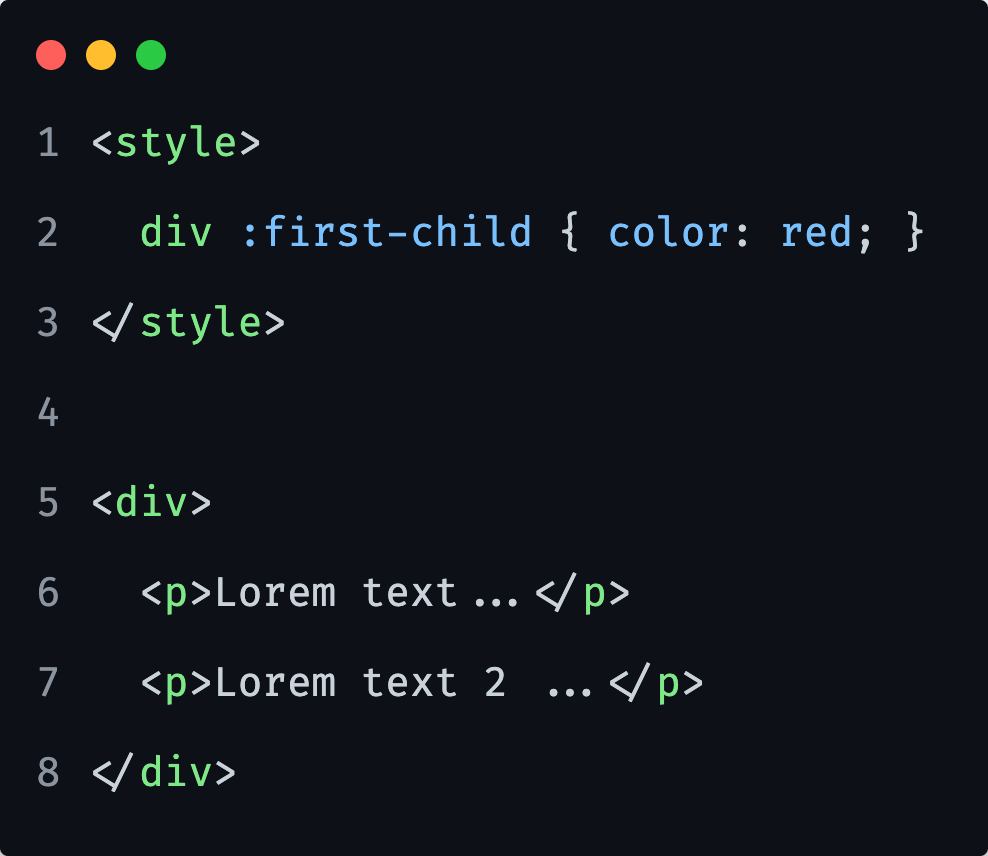 1 <style>
2   div :first-child { color: red; }
3 </style>
4
5 <div>
6   <p>Lorem text...</p>
7   <p>Lorem text 2 ...</p>
8 </div>